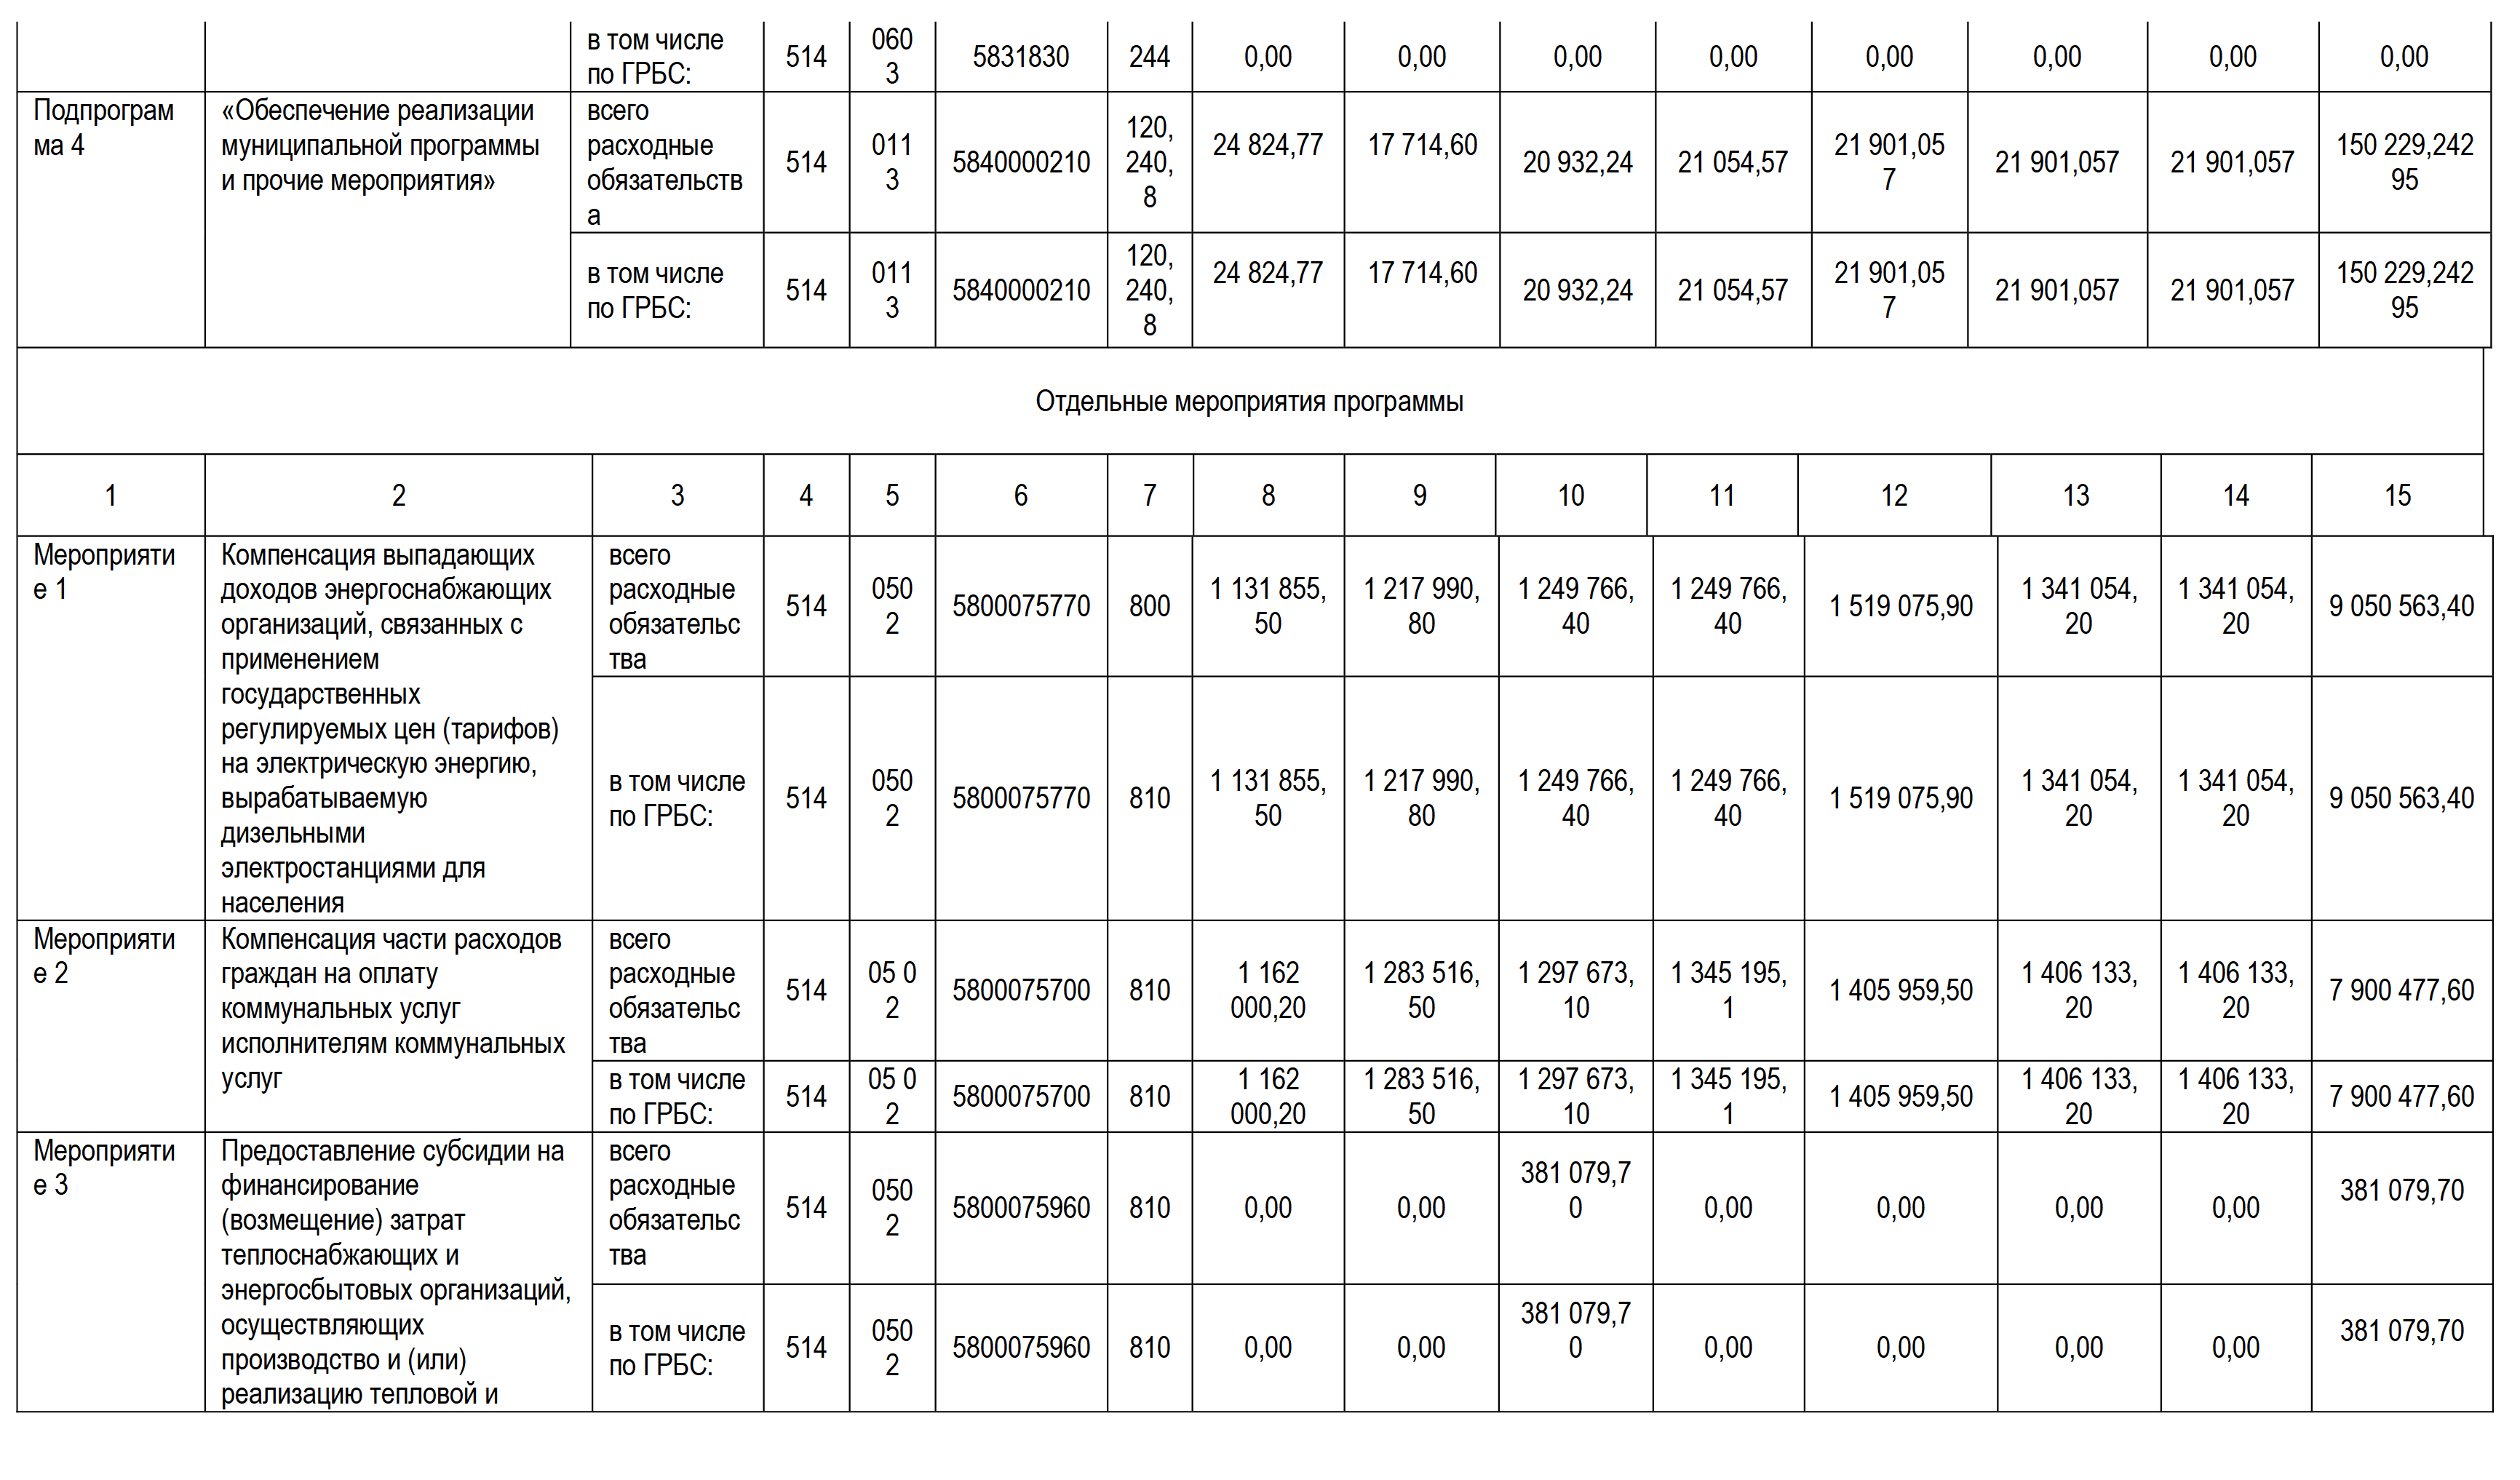 в том числе
по ГРБС:
514
060
3
5831830
244
0,00
0,00
0,00
0,00
0,00
0,00
0,00
0,00
Подпрограм
ма 4
«Обеспечение реализации
муниципальной программы
и прочие мероприятия»
всего
расходные
обязательств
а
514
011
3
5840000210
120,
240,
8
24 824,77
17 714,60
20 932,24
21 054,57
21 901,05
7
21 901,057
21 901,057
150 229,242
95
в том числе
по ГРБС:
514
011
3
5840000210
120,
240,
8
24 824,77
17 714,60
20 932,24
21 054,57
21 901,05
7
21 901,057
21 901,057
150 229,242
95
Отдельные мероприятия программы
1
2
3
4
5
6
7
8
9
10
11
12
13
14
15
Мероприяти
е 1
Компенсация выпадающих
доходов энергоснабжающих
организаций, связанных с
применением
государственных
регулируемых цен (тарифов)
на электрическую энергию,
вырабатываемую
дизельными
электростанциями для
населения
всего
расходные
обязательс
тва
514
050
2
5800075770
800
1 131 855,
50
1 217 990,
80
1 249 766,
40
1 249 766,
40
1 519 075,90
1 341 054,
20
1 341 054,
20
9 050 563,40
в том числе
по ГРБС:
514
050
2
5800075770
810
1 131 855,
50
1 217 990,
80
1 249 766,
40
1 249 766,
40
1 519 075,90
1 341 054,
20
1 341 054,
20
9 050 563,40
Мероприяти
е 2
Компенсация части расходов
граждан на оплату
коммунальных услуг
исполнителям коммунальных
услуг
всего
расходные
обязательс
тва
514
05 0
2
5800075700
810
1 162
000,20
1 283 516,
50
1 297 673,
10
1 345 195,
1
1 405 959,50
1 406 133,
20
1 406 133,
20
7 900 477,60
в том числе
по ГРБС:
514
05 0
2
5800075700
810
1 162
000,20
1 283 516,
50
1 297 673,
10
1 345 195,
1
1 405 959,50
1 406 133,
20
1 406 133,
20
7 900 477,60
Мероприяти
е 3
Предоставление субсидии на
финансирование
(возмещение) затрат
теплоснабжающих и
энергосбытовых организаций,
осуществляющих
производство и (или)
реализацию тепловой и
всего
расходные
обязательс
тва
514
050
2
5800075960
810
0,00
0,00
381 079,7
0
0,00
0,00
0,00
0,00
381 079,70
в том числе
по ГРБС:
514
050
2
5800075960
810
0,00
0,00
381 079,7
0
0,00
0,00
0,00
0,00
381 079,70